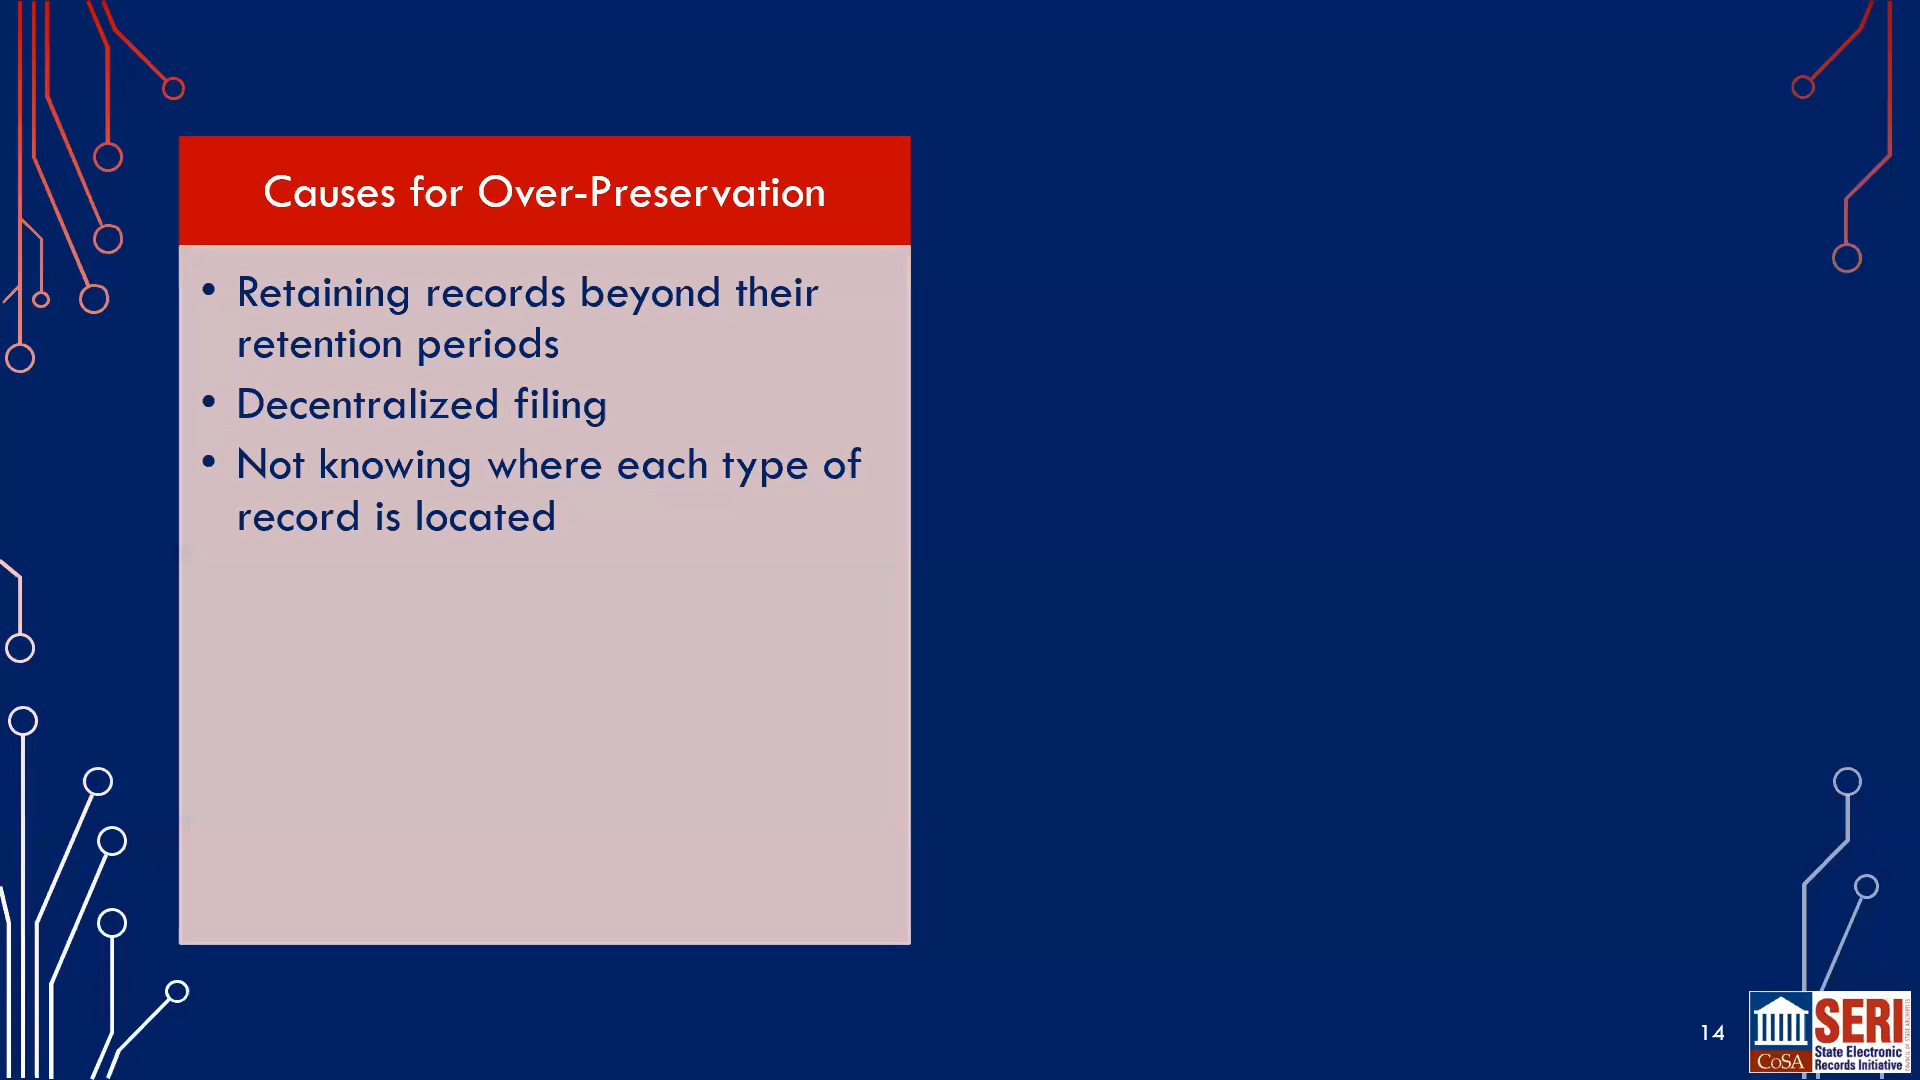 Causes for Over-Preservation
• Retaining records beyond their
retention periods
• Decentralized filing
• Not knowing where each type of
record is located
14
CoSA
SERI
State Electronic
Records Initiative